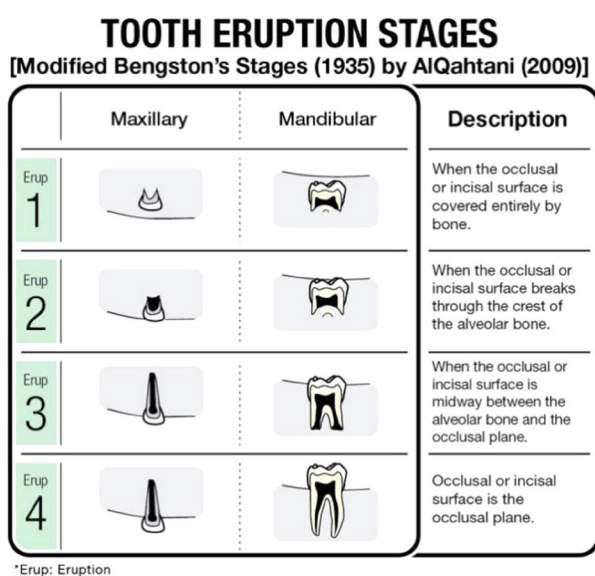 TOOTH ERUPTION STAGES
[Modified Bengston's Stages (1935) by AlQahtani (2009)]
Maxillary
Mandibular
Description
Erup
1
When the occlusal
or incisal surface is
covered entirely by
bone.
Erup
2
When the occlusal or
incisal surface breaks
through the crest of
the alveolar bone.
Erup
3
When the occlusal or
incisal surface is
midway between the
alveolar bone and the
occlusal plane.
Erup
4
Occlusal or incisal
surface is the
occlusal plane.
*Erup: Eruption